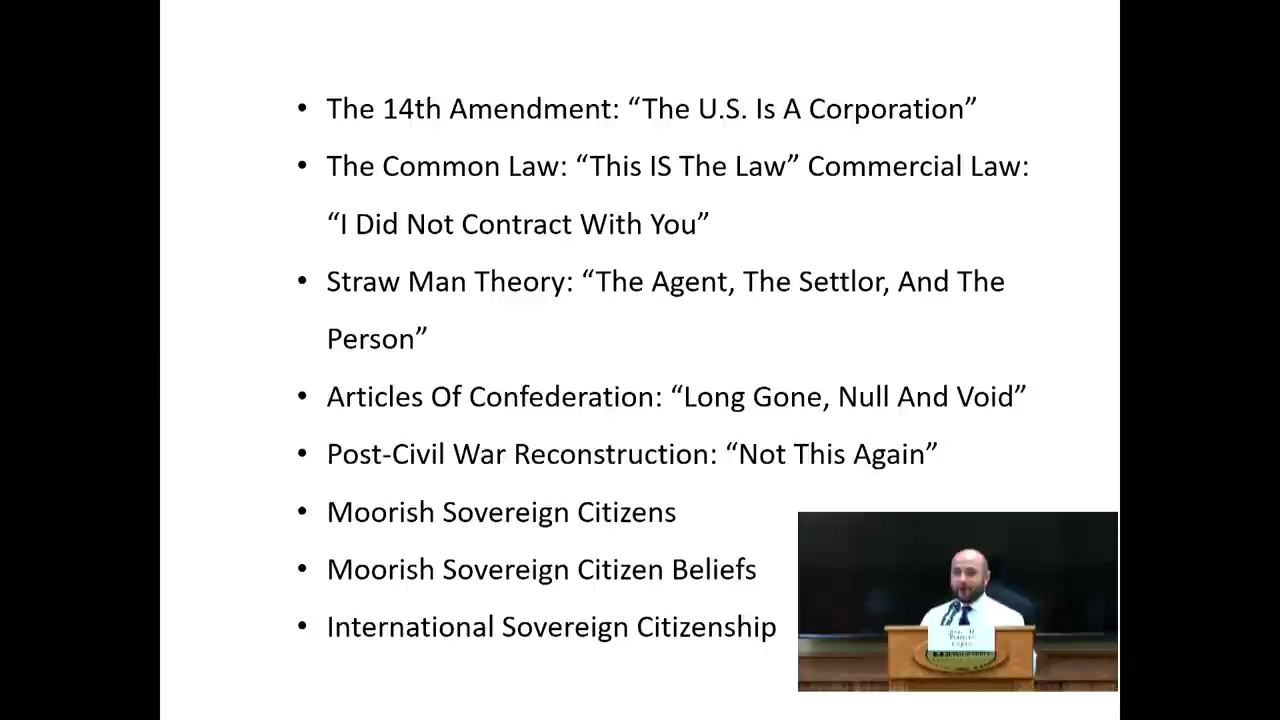 • The 14th Amendment: “The U.S. Is A Corporation”
• The Common Law: “This IS The Law” Commercial Law:
“I Did Not Contract With You”
• Straw Man Theory: “The Agent, The Settlor, And The
Person”
• Articles Of Confederation: “Long Gone, Null And Void”
• Post-Civil War Reconstruction: “Not This Again”
• Moorish Sovereign Citizens
• Moorish Sovereign Citizen Beliefs
• International Sovereign Citizenship